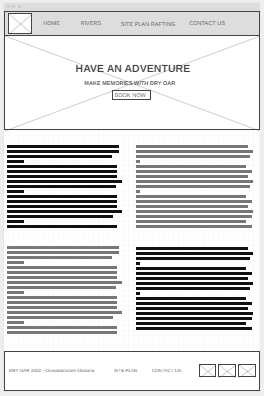 HOME RIVERS SITE PLAN RAFTING CONTACT US
HAVE AN ADVENTURE
MAKE MEMORIES WITH DRY OAR
BOOK NOW
DRY OAR 2022 - SITE PLAN CONTACT US